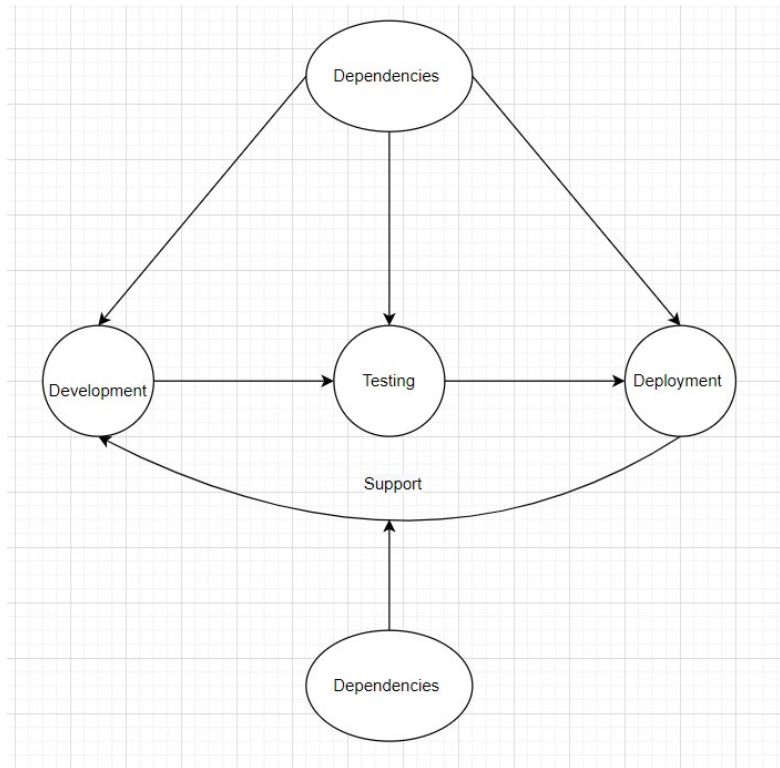 Dependencies
Development
Testing
Deployment
Support
Dependencies